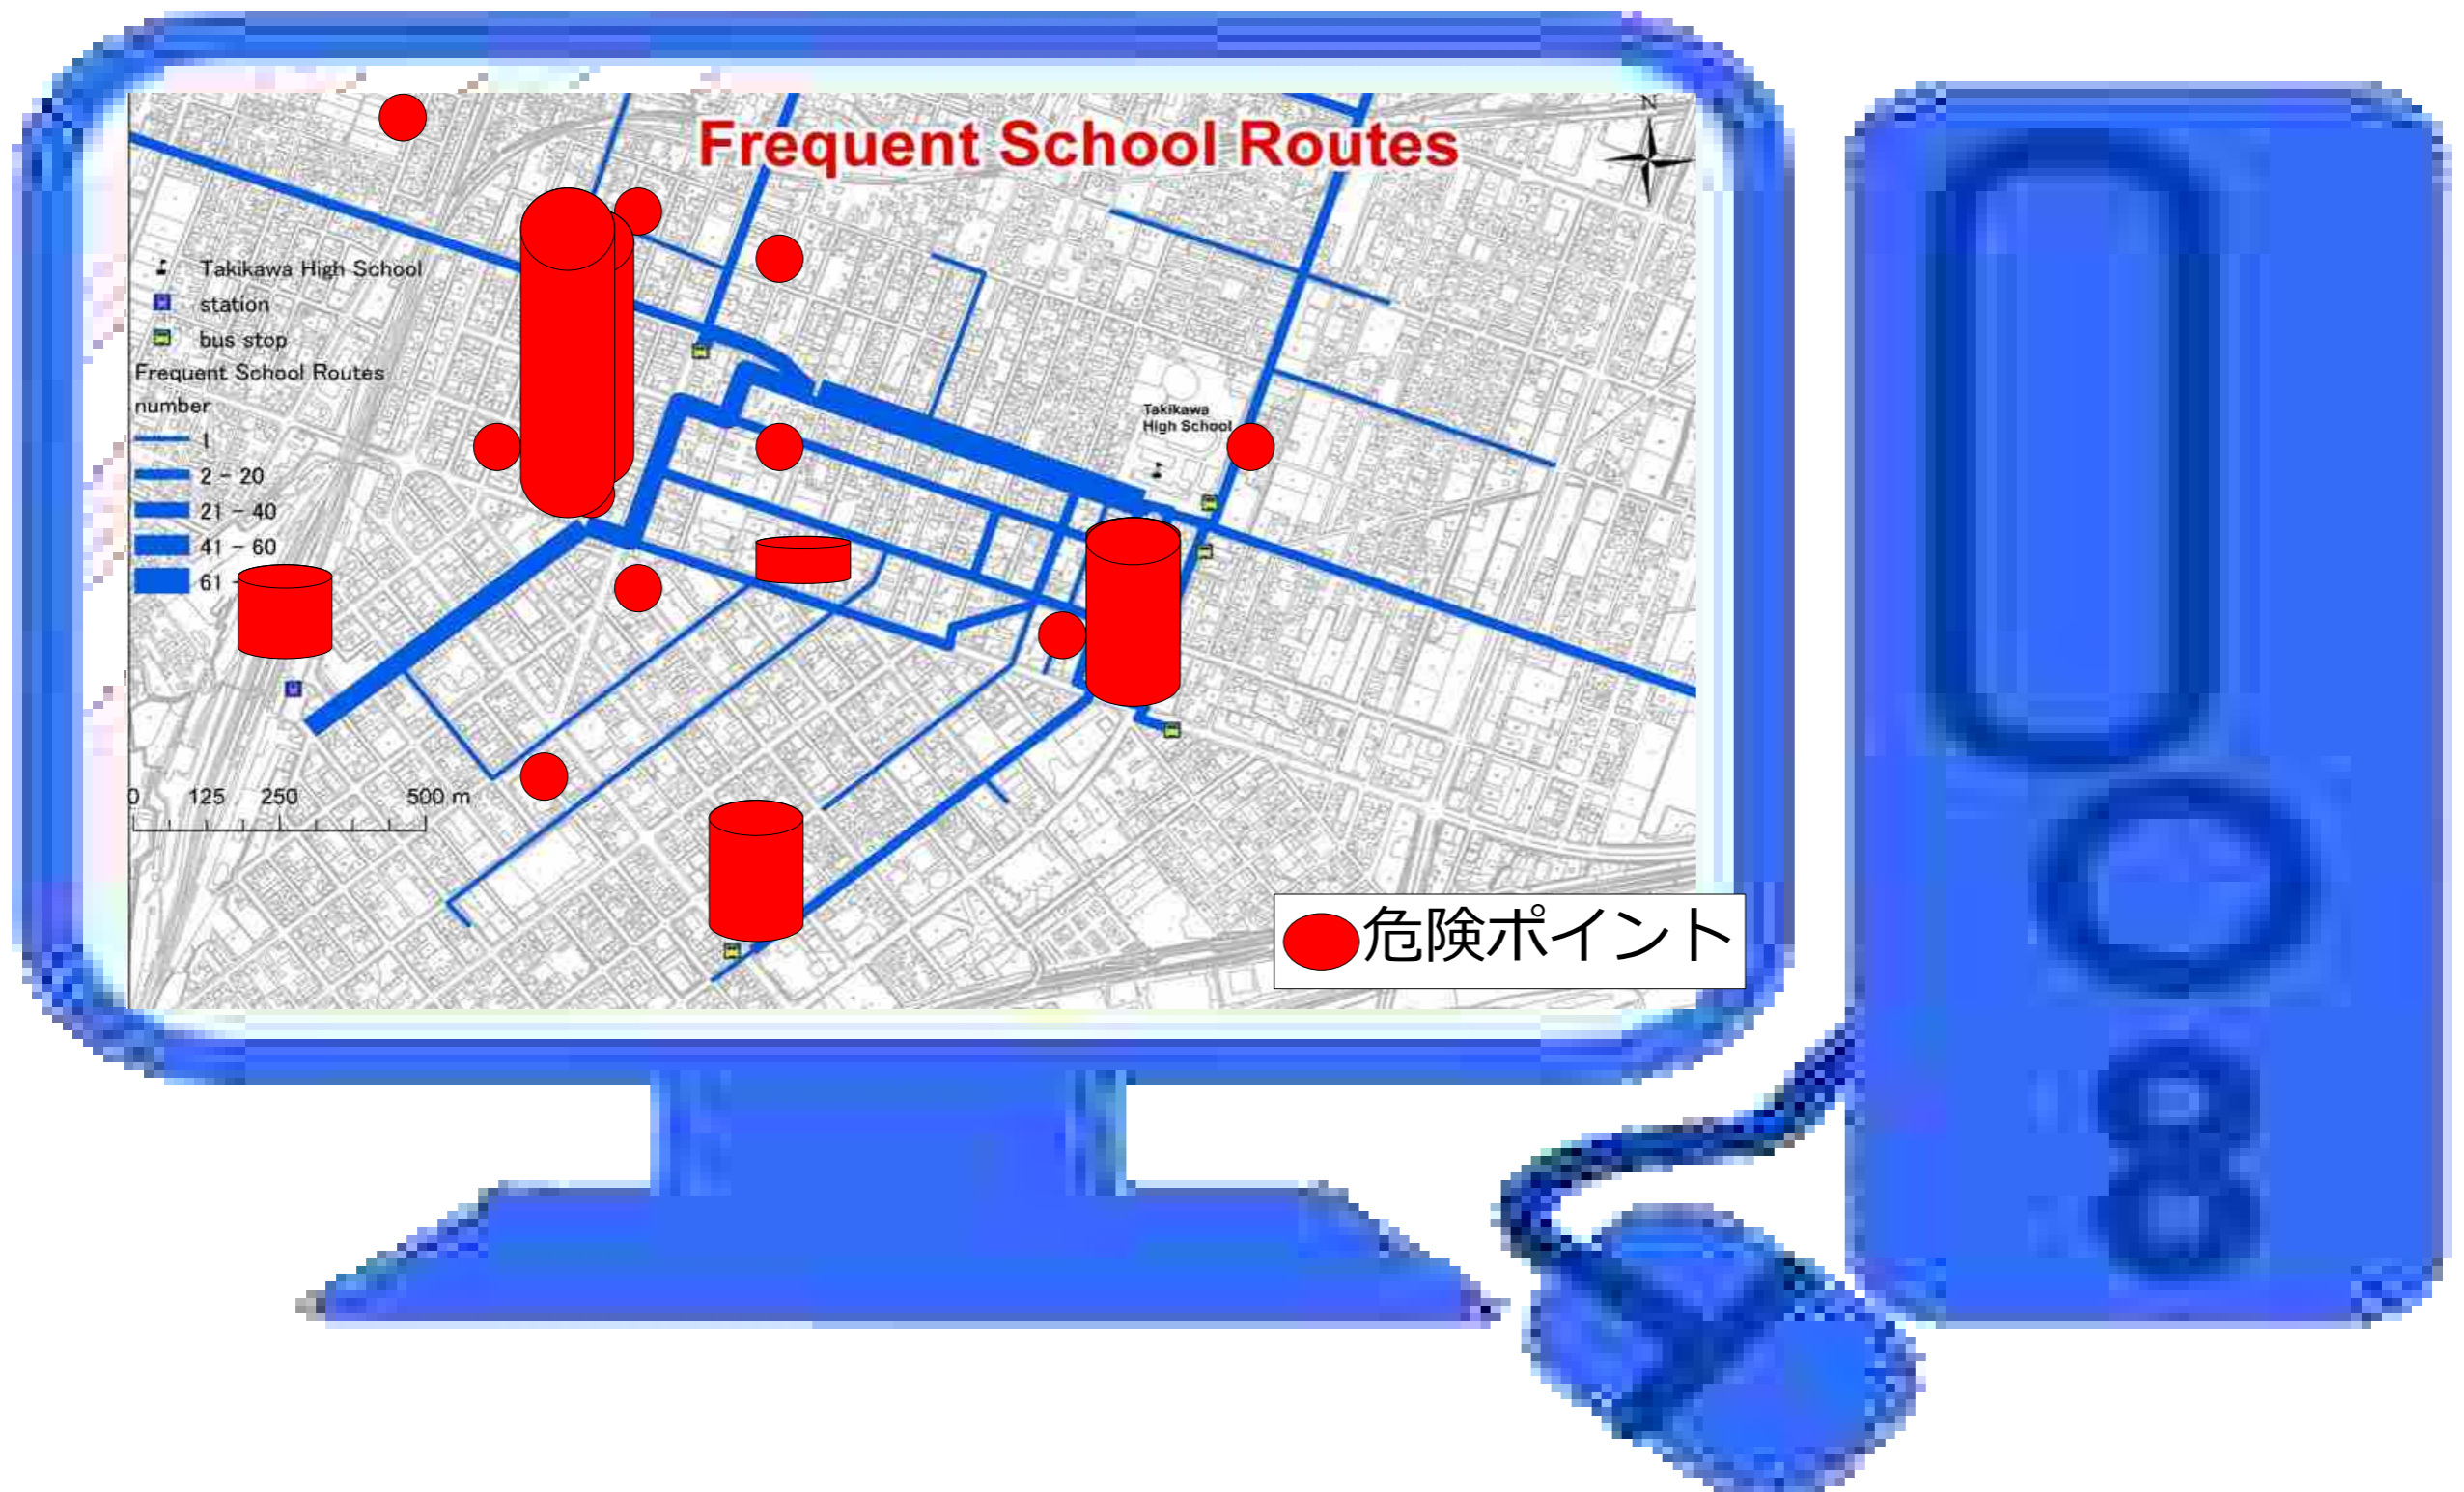 Frequent School Routes
N
Takikawa High School
station
bus stop
Frequent School Routes
number
1
2 - 20
21 - 40
41 - 60
61 -
Takikawa
High School
0 125 250 500 m
危険ポイント